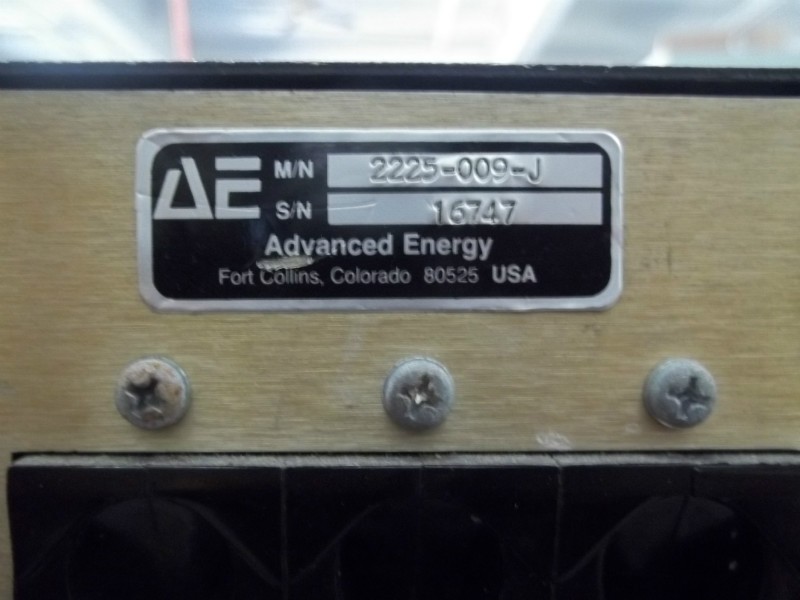 AE M/N 2225-009-J
S/N 16747
Advanced Energy
Fort Collins, Colorado 80525 USA